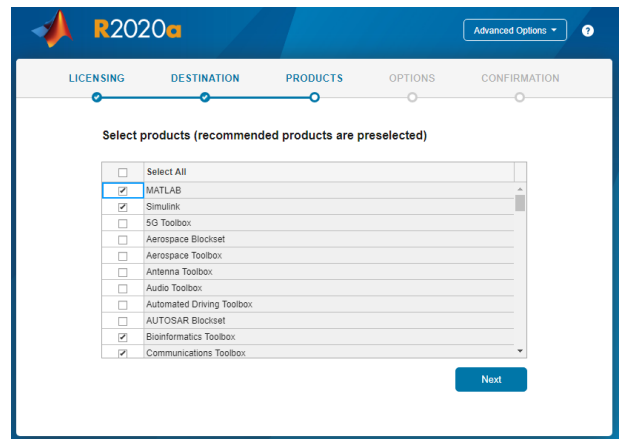 R2020a
Advanced Options
?
LICENSING DESTINATION PRODUCTS OPTIONS CONFIRMATION
Select products (recommended products are preselected)
Select All
MATLAB
Simulink
5G Toolbox
Aerospace Blockset
Aerospace Toolbox
Antenna Toolbox
Audio Toolbox
Automated Driving Toolbox
AUTOSAR Blockset
Bioinformatics Toolbox
Communications Toolbox
Next